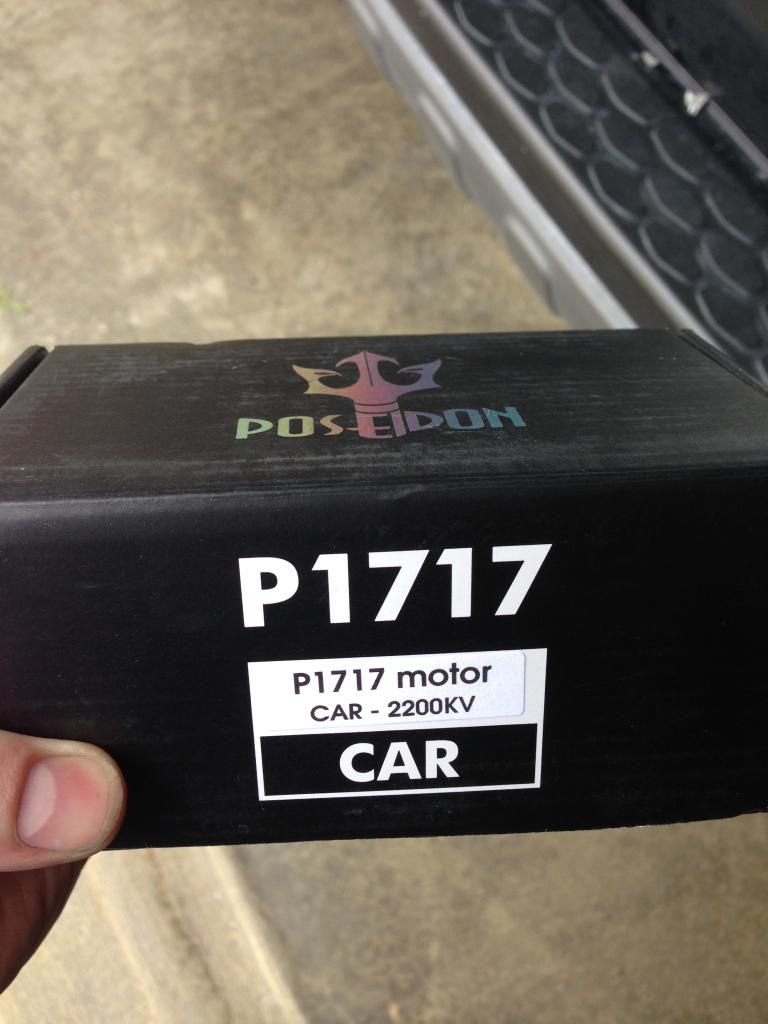 POSEIDON
P1717
P1717 motor
CAR - 2200KV
CAR